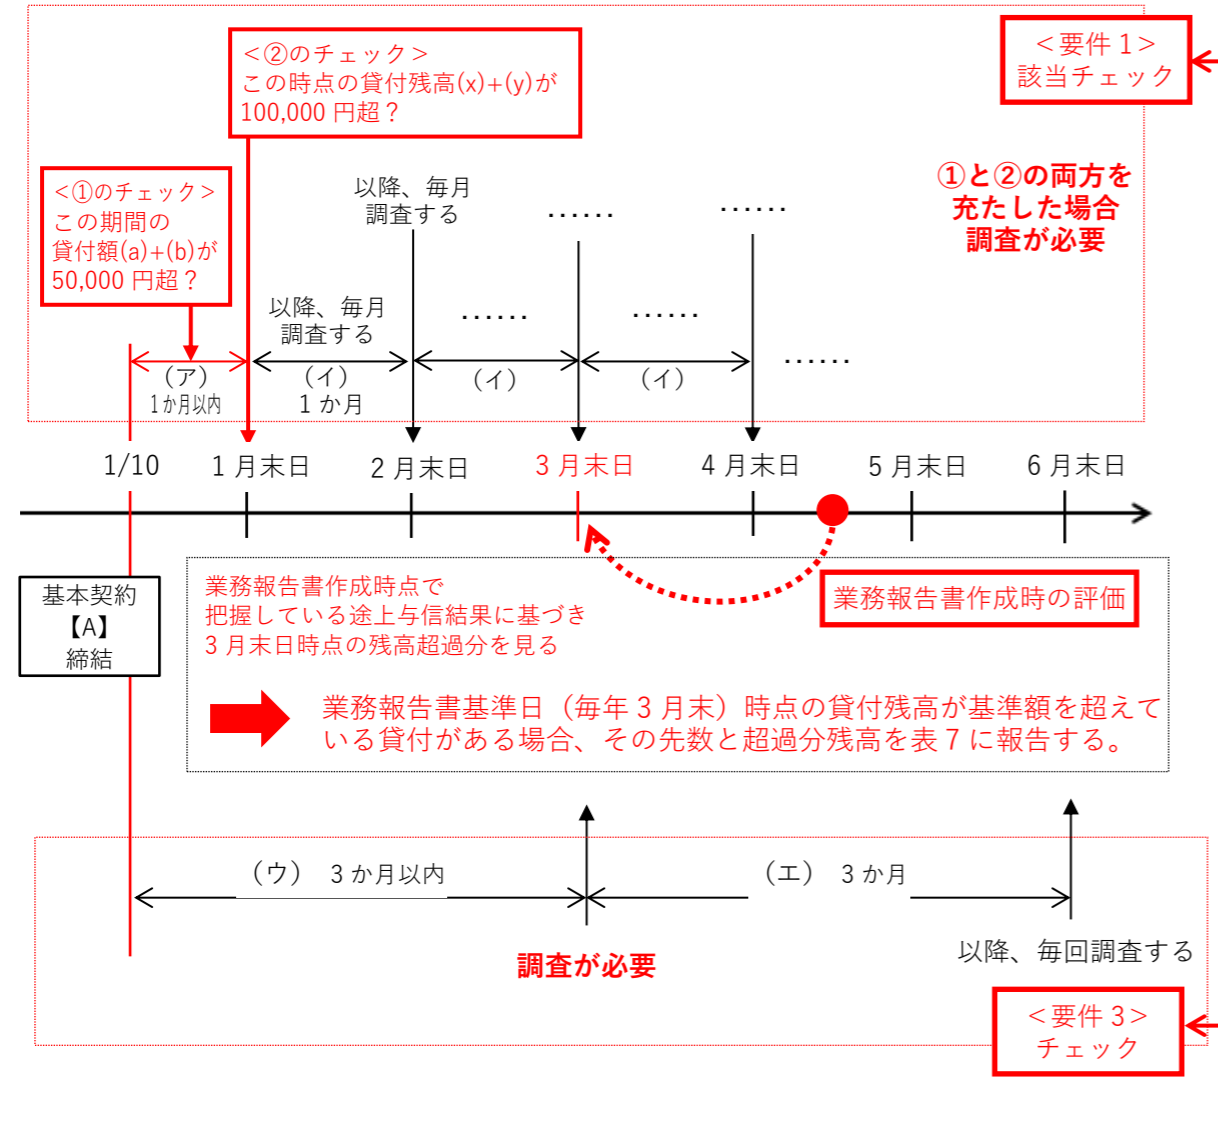 ＜要件 1＞
該当チェック
＜②のチェック＞
この時点の貸付残高(x)+(y)が
100,000 円超？
＜①のチェック＞
この期間の
貸付額(a)+(b)が
50,000 円超？
①と②の両方を
充たした場合
調査が必要
以降、毎月
調査する
‥‥‥
‥‥‥
以降、毎月
調査する
‥‥‥
‥‥‥
‥‥‥
（ア）
1か月以内
（イ）
1 か月
（イ）
（イ）
1/10
1 月末日
2 月末日
3 月末日
4 月末日
5 月末日
6 月末日
基本契約
【A】
締結
業務報告書作成時点で
把握している途上与信結果に基づき
3 月末日時点の残高超過分を見る
業務報告書作成時の評価
業務報告書基準日（毎年 3 月末）時点の貸付残高が基準額を超えて
いる貸付がある場合、その先数と超過分残高を表 7 に報告する。
（ウ） 3 か月以内
（エ） 3 か月
調査が必要
以降、毎回調査する
＜要件 3＞
チェック